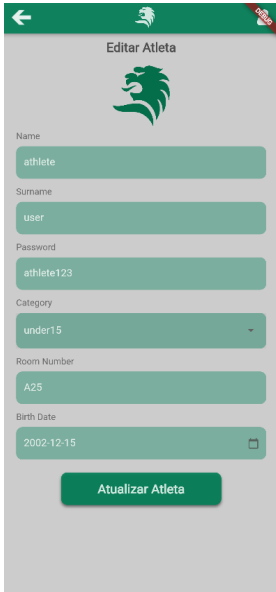 DEBUG
Editar Atleta
Name
athlete
Surname
user
Password
athlete123
Category
under15
Room Number
A25
Birth Date
2002-12-15
Atualizar Atleta